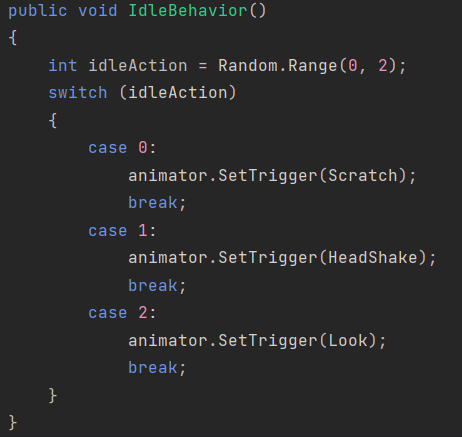 public void IdleBehavior()
{
    int idleAction = Random.Range(0, 2);
    switch (idleAction)
    {
        case 0:
            animator.SetTrigger(Scratch);
            break;
        case 1:
            animator.SetTrigger(HeadShake);
            break;
        case 2:
            animator.SetTrigger(Look);
            break;
    }
}